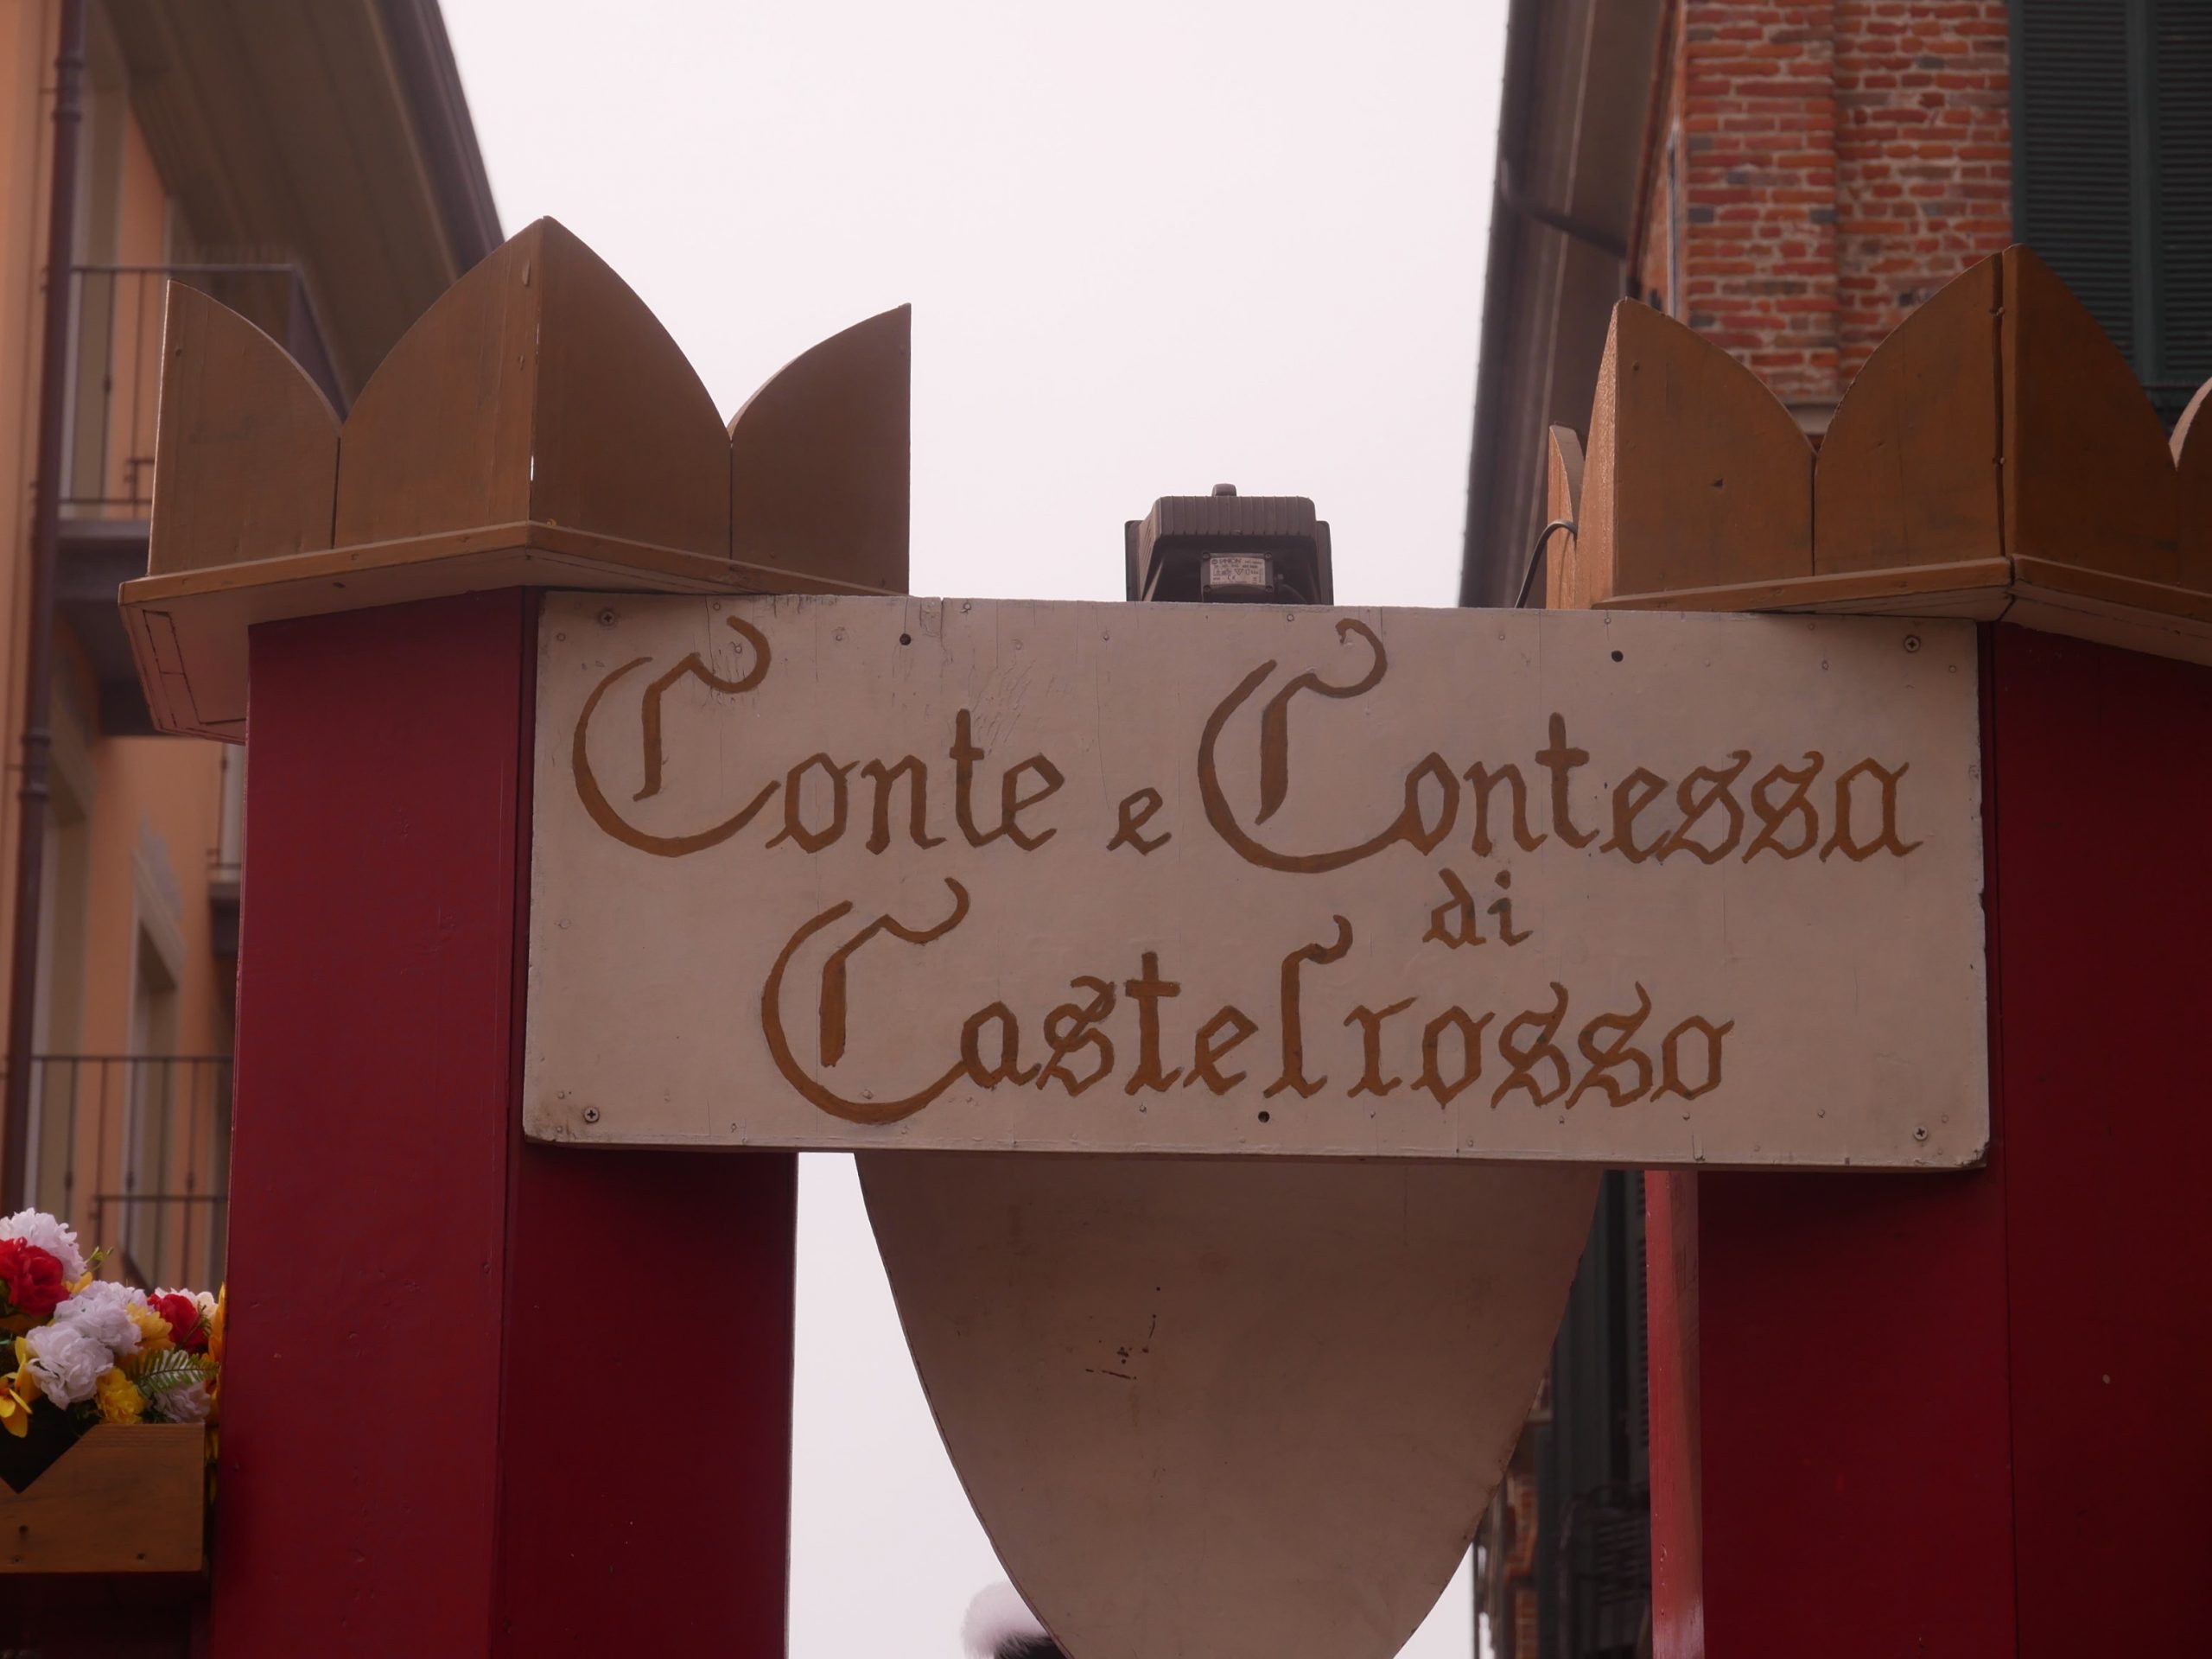 Conte e Contessa
di
Castelrosso